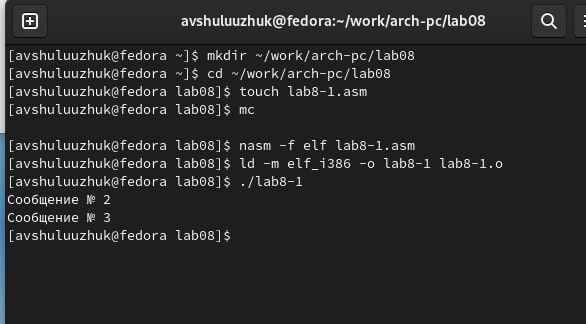 avshuluuzhuk@fedora:~/work/arch-pc/lab08
[avshuluuzhuk@fedora ~]$ mkdir ~/work/arch-pc/lab08
[avshuluuzhuk@fedora ~]$ cd ~/work/arch-pc/lab08
[avshuluuzhuk@fedora lab08]$ touch lab8-1.asm
[avshuluuzhuk@fedora lab08]$ mc
[avshuluuzhuk@fedora lab08]$ nasm -f elf lab8-1.asm
[avshuluuzhuk@fedora lab08]$ ld -m elf_i386 -o lab8-1 lab8-1.o
[avshuluuzhuk@fedora lab08]$ ./lab8-1
Сообщение № 2
Сообщение № 3
[avshuluuzhuk@fedora lab08]$